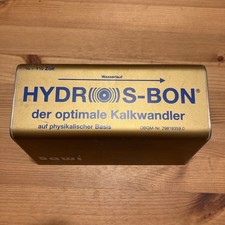 Wasserlauf
HYDROS-BON®
der optimale Kalkwandler
auf physikalischer Basis